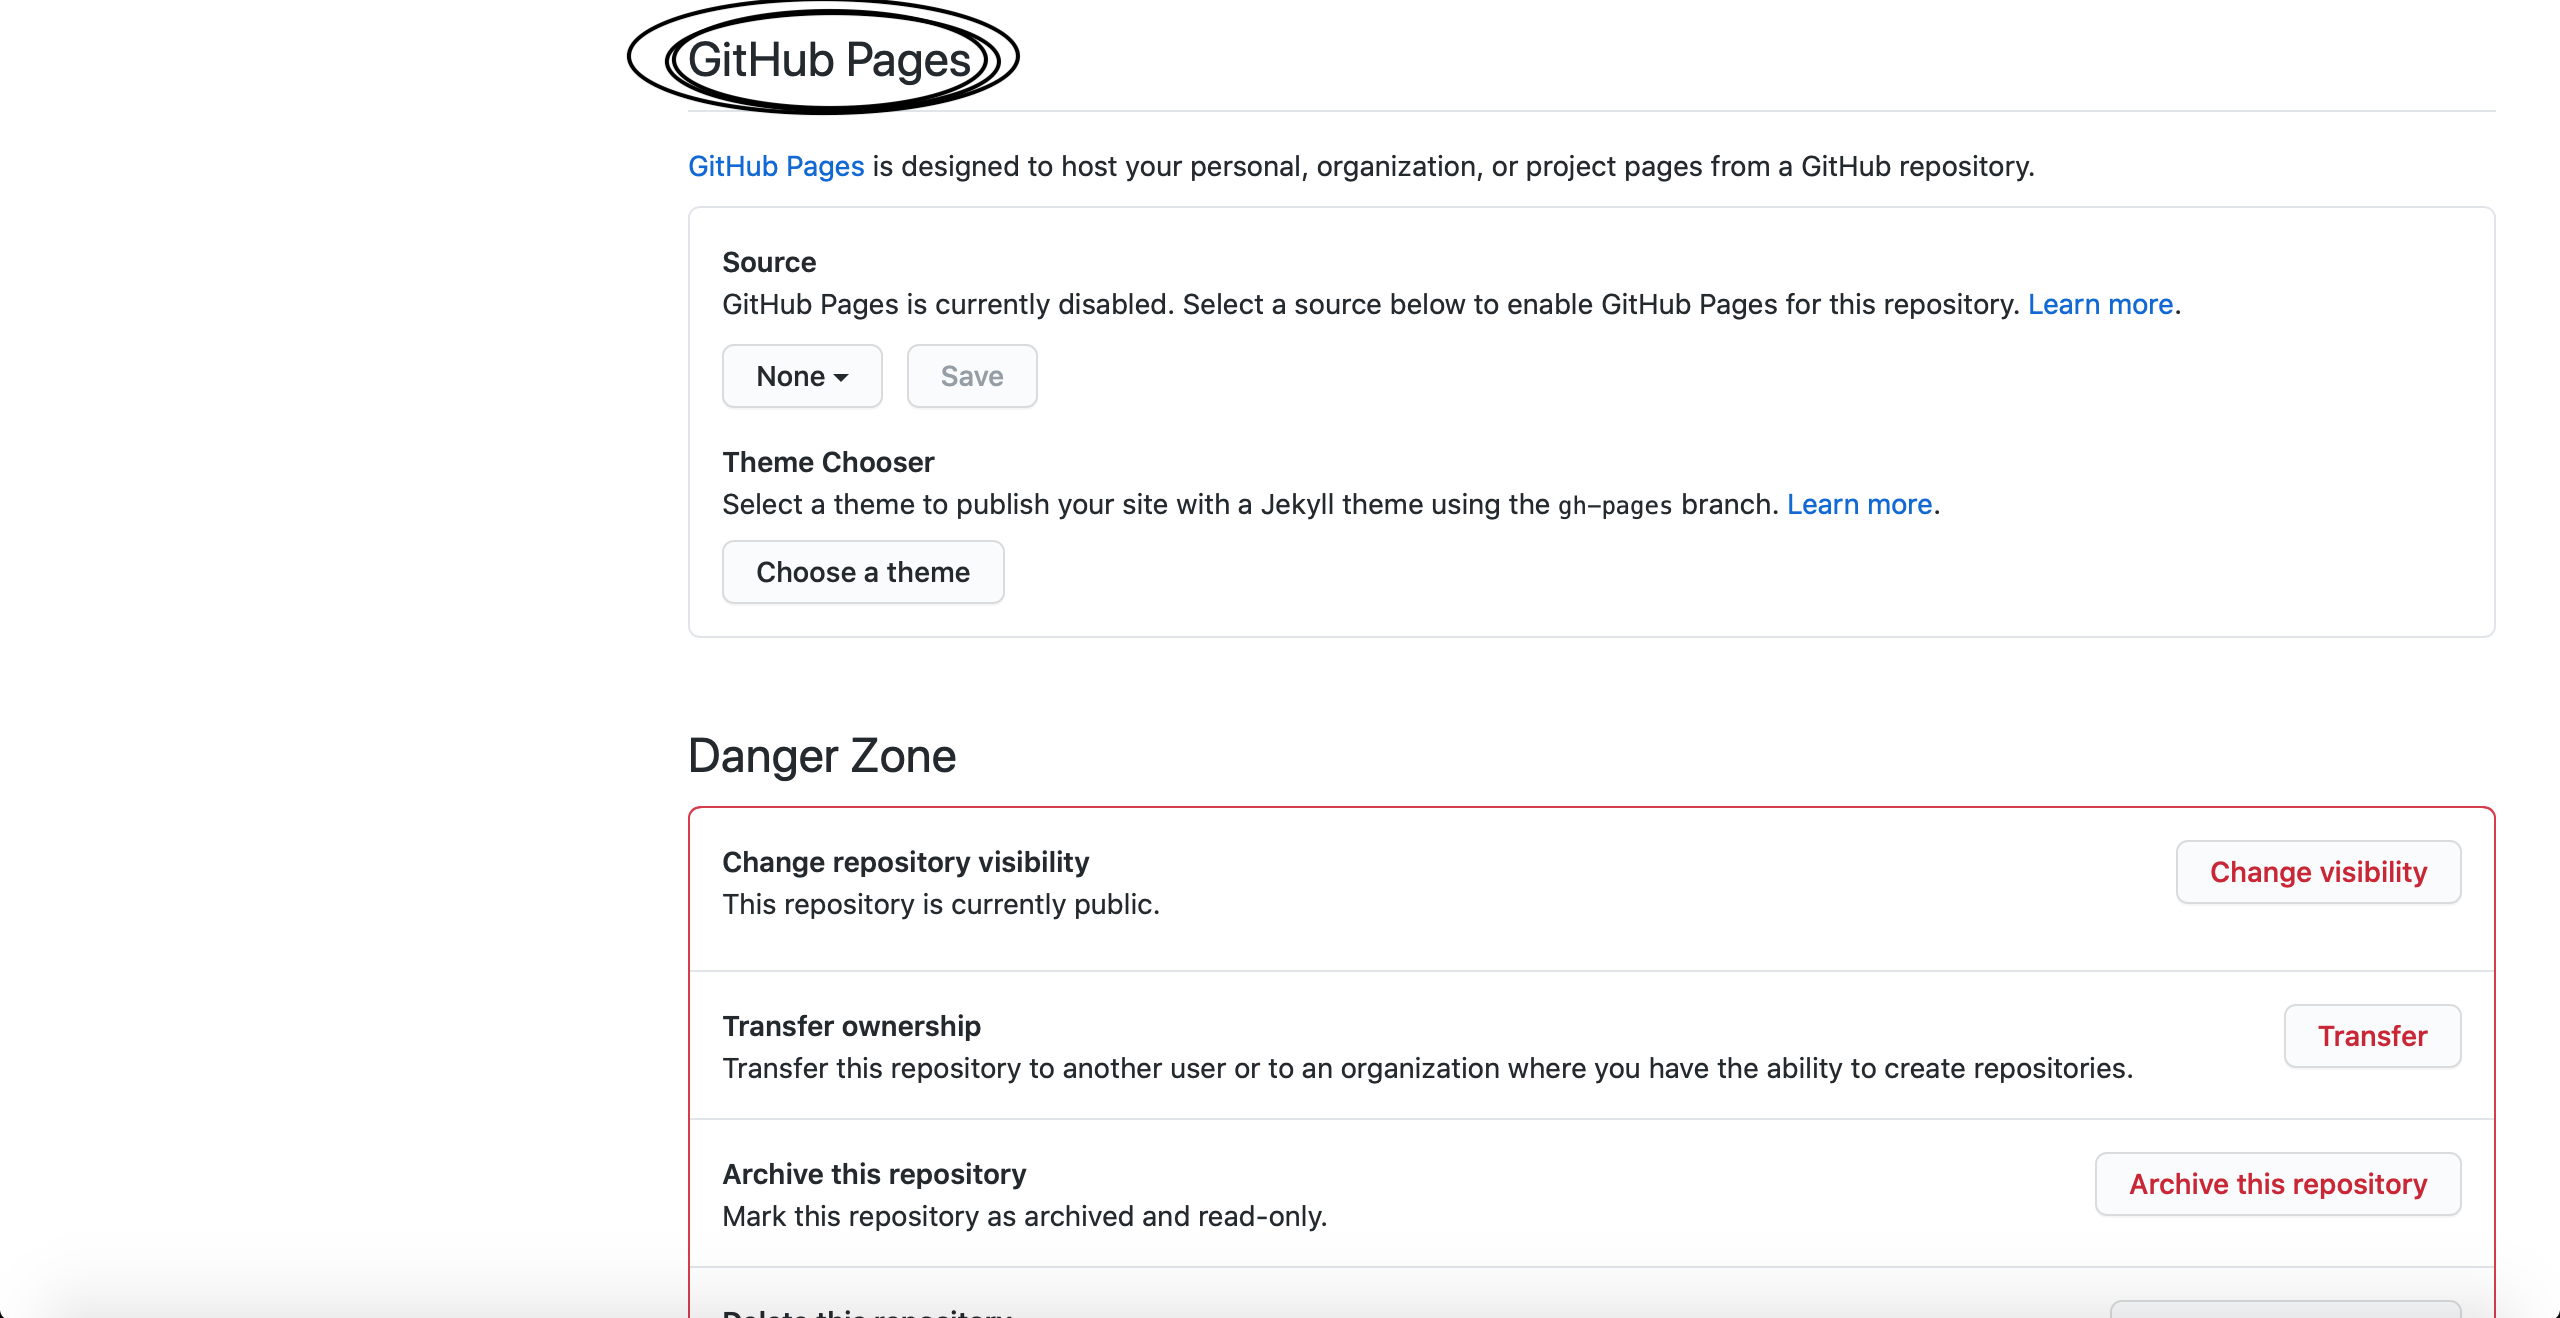 GitHub Pages
GitHub Pages is designed to host your personal, organization, or project pages from a GitHub repository.
Source
GitHub Pages is currently disabled. Select a source below to enable GitHub Pages for this repository. Learn more.
None Save
Theme Chooser
Select a theme to publish your site with a Jekyll theme using the gh-pages branch. Learn more.
Choose a theme
Danger Zone
Change repository visibility
This repository is currently public.
Change visibility
Transfer ownership
Transfer this repository to another user or to an organization where you have the ability to create repositories.
Transfer
Archive this repository
Mark this repository as archived and read-only.
Archive this repository
Delete this repository